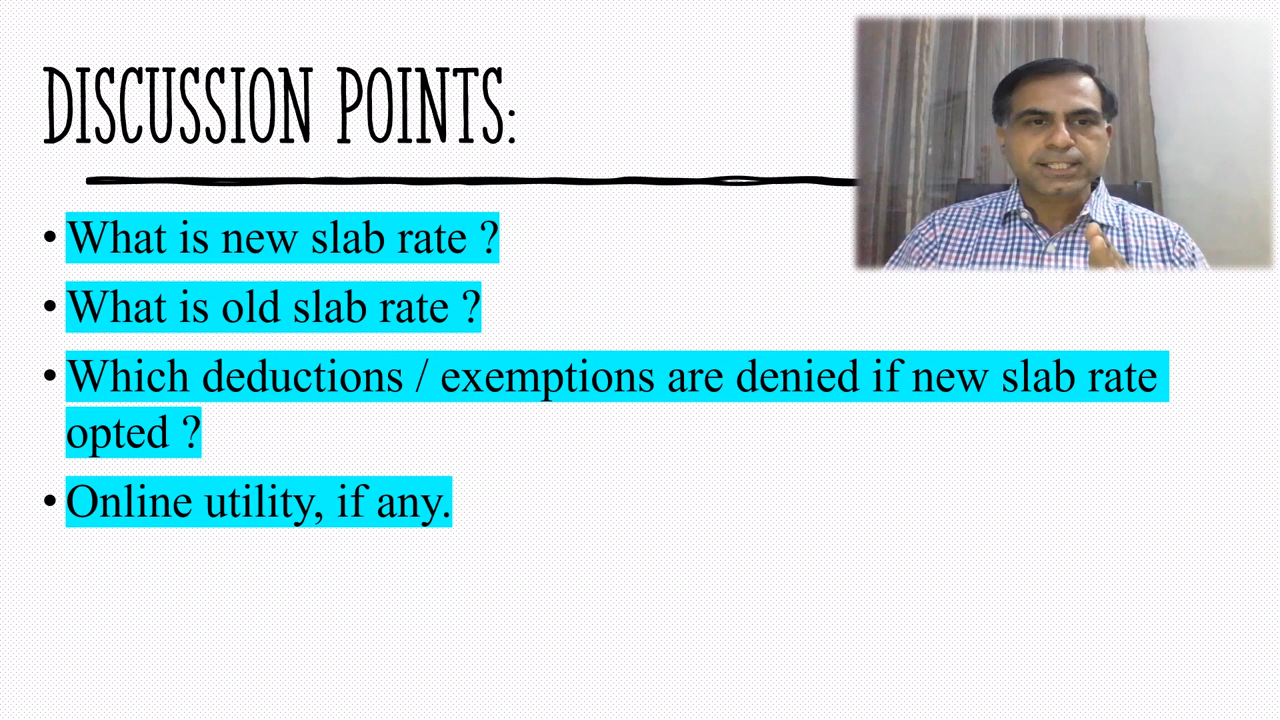 DISCUSSION POINTS:
• What is new slab rate ?
• What is old slab rate ?
• Which deductions / exemptions are denied if new slab rate
opted ?
• Online utility, if any.